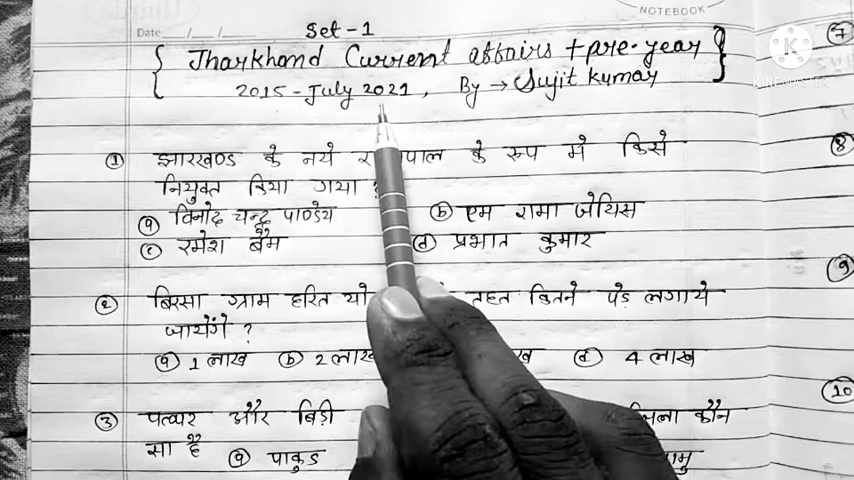 NOTEBOOK
Date / /
Set-1
Jharkhand Current affairs + pre-year
2015 - July 2021, By → Sujit kumar
① झारखण्ड के नये के रूप मे किसे
नियुक्त किया गया ?
ⓐ विनोद चन्द्र पाण्डेय ⓑ एम रामा जोयिस
ⓒ रमेश बैस ⓓ प्रभात कुमार
② बिरसा ग्राम हरित यो तहत कितने पेड़ लगाये
जायेंगे ?
ⓐ 1 लाख ⓑ 2 लाख ⓓ 4 लाख
③ पत्थर और बिड़ी कौन
सा है ⓐ पाकुड
⑦
⑧
⑨
⑩
KINEMASTER